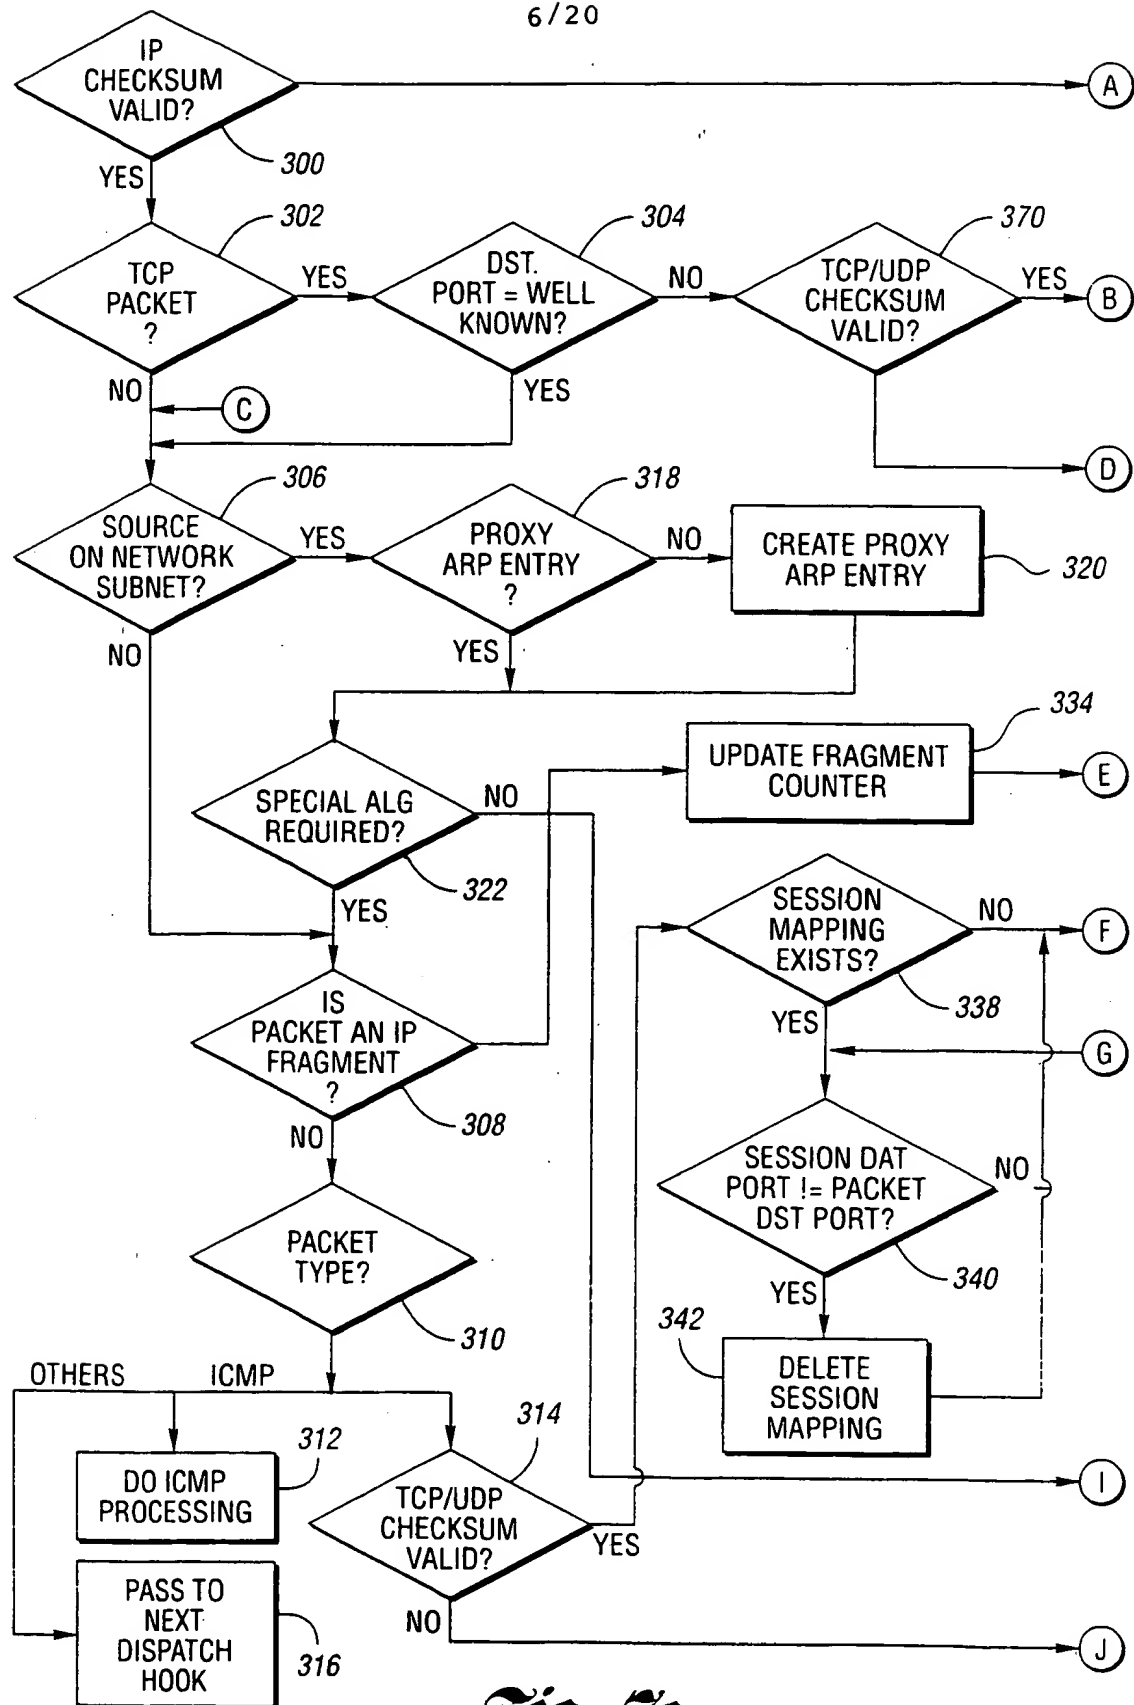 6/20
IP
CHECKSUM
VALID?
A
300
YES
302
304
370
TCP
PACKET
?
YES
DST.
PORT = WELL
KNOWN?
NO
TCP/UDP
CHECKSUM
VALID?
YES
B
NO
C
YES
D
306
318
SOURCE
ON NETWORK
SUBNET?
YES
PROXY
ARP ENTRY
?
NO
CREATE PROXY
ARP ENTRY
320
NO
YES
334
UPDATE FRAGMENT
COUNTER
E
SPECIAL ALG
REQUIRED?
NO
322
YES
SESSION
MAPPING
EXISTS?
NO
F
338
YES
G
IS
PACKET AN IP
FRAGMENT
?
308
NO
SESSION DAT
PORT != PACKET
DST PORT?
NO
340
YES
PACKET
TYPE?
310
342
DELETE
SESSION
MAPPING
OTHERS
ICMP
312
314
DO ICMP
PROCESSING
I
TCP/UDP
CHECKSUM
VALID?
YES
NO
J
PASS TO
NEXT
DISPATCH
HOOK
316